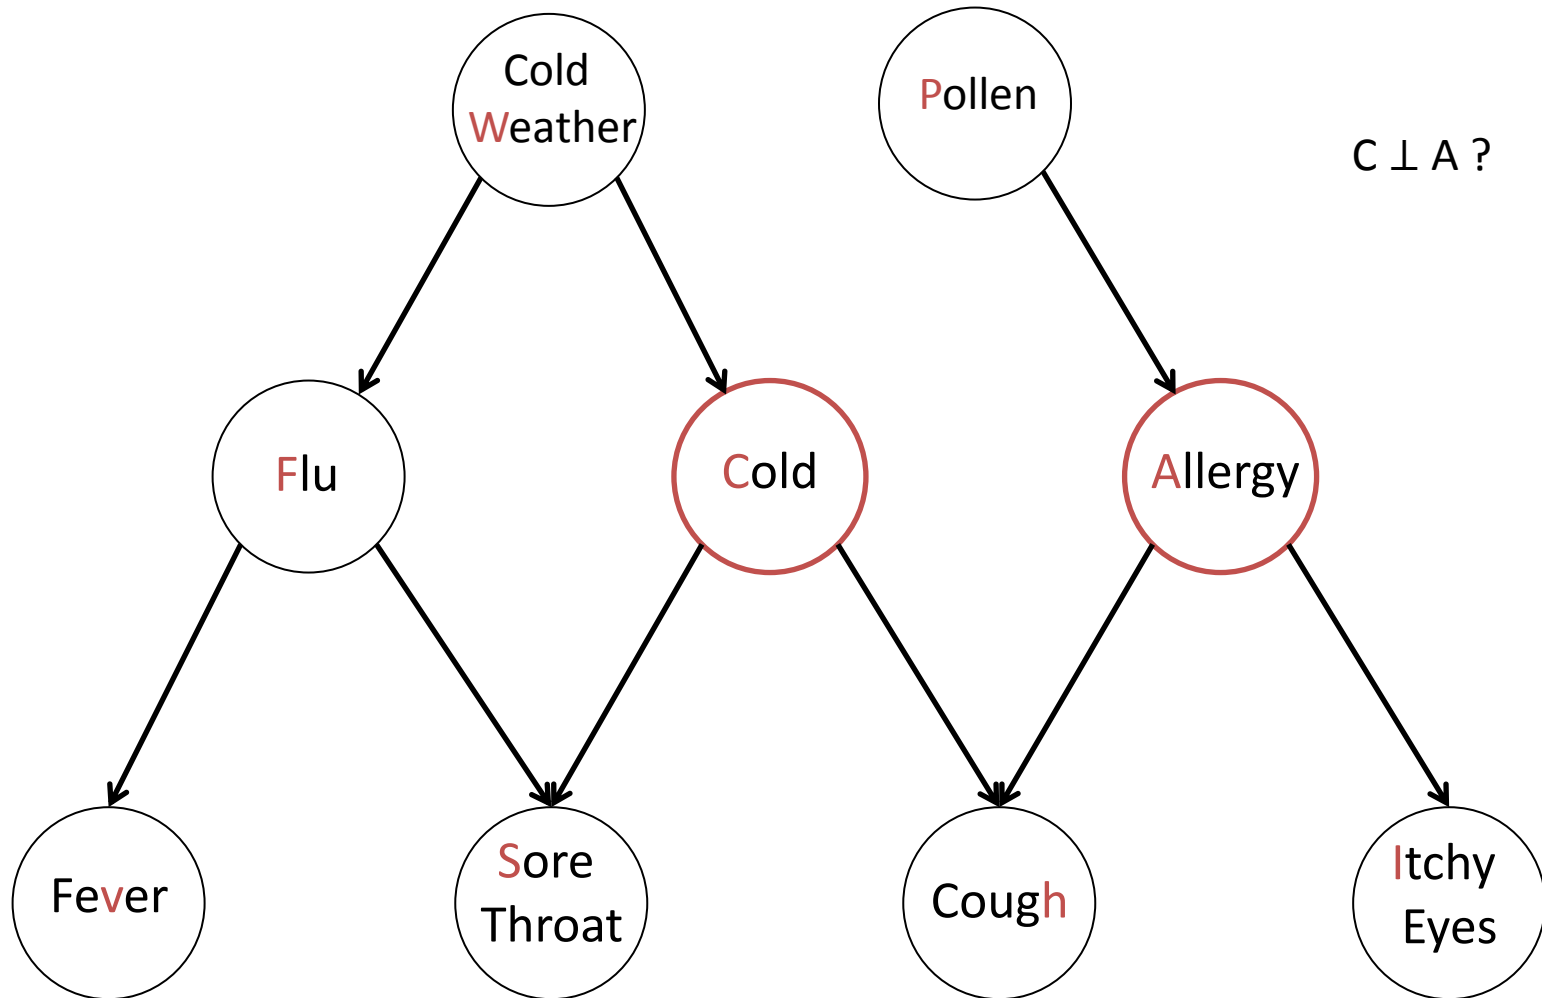 Cold
Weather
Pollen
C ⊥ A ?
Flu
Cold
Allergy
Fever
Sore
Throat
Cough
Itchy
Eyes